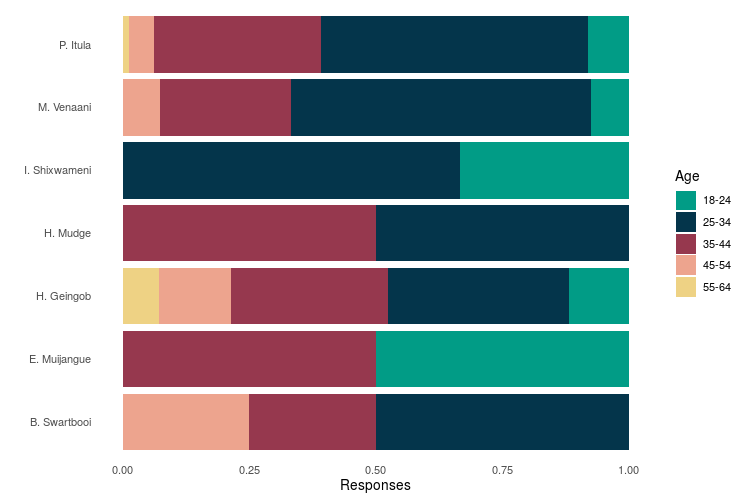 P. Itula
M. Venaani
I. Shixwameni
H. Mudge
H. Geingob
E. Muijangue
B. Swartbooi
0.00 0.25 0.50 0.75 1.00
Responses
Age
18-24
25-34
35-44
45-54
55-64